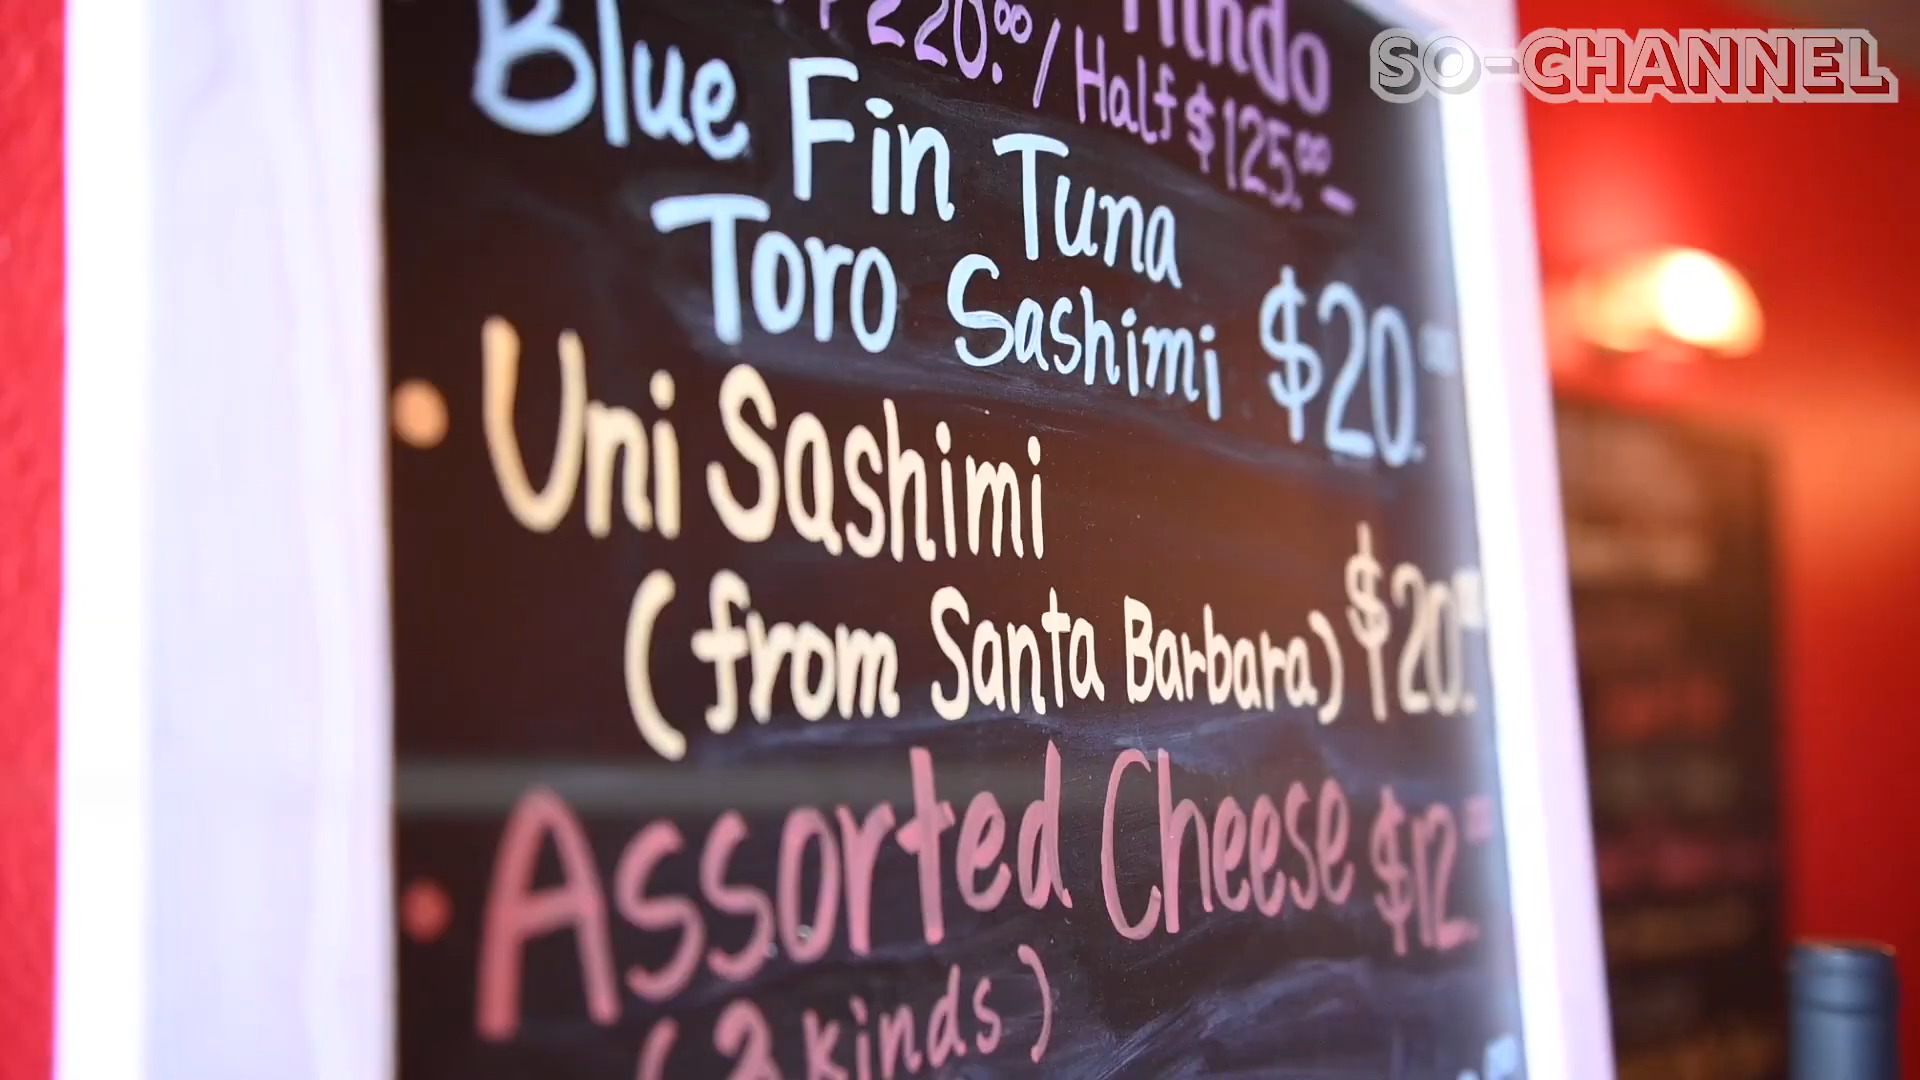 SO-CHANNEL
220.00 / Half $125.00
Blue Fin Tuna
Toro Sashimi $20.
Uni Sashimi
(from Santa Barbara) $20.
Assorted Cheese $12.
kinds)